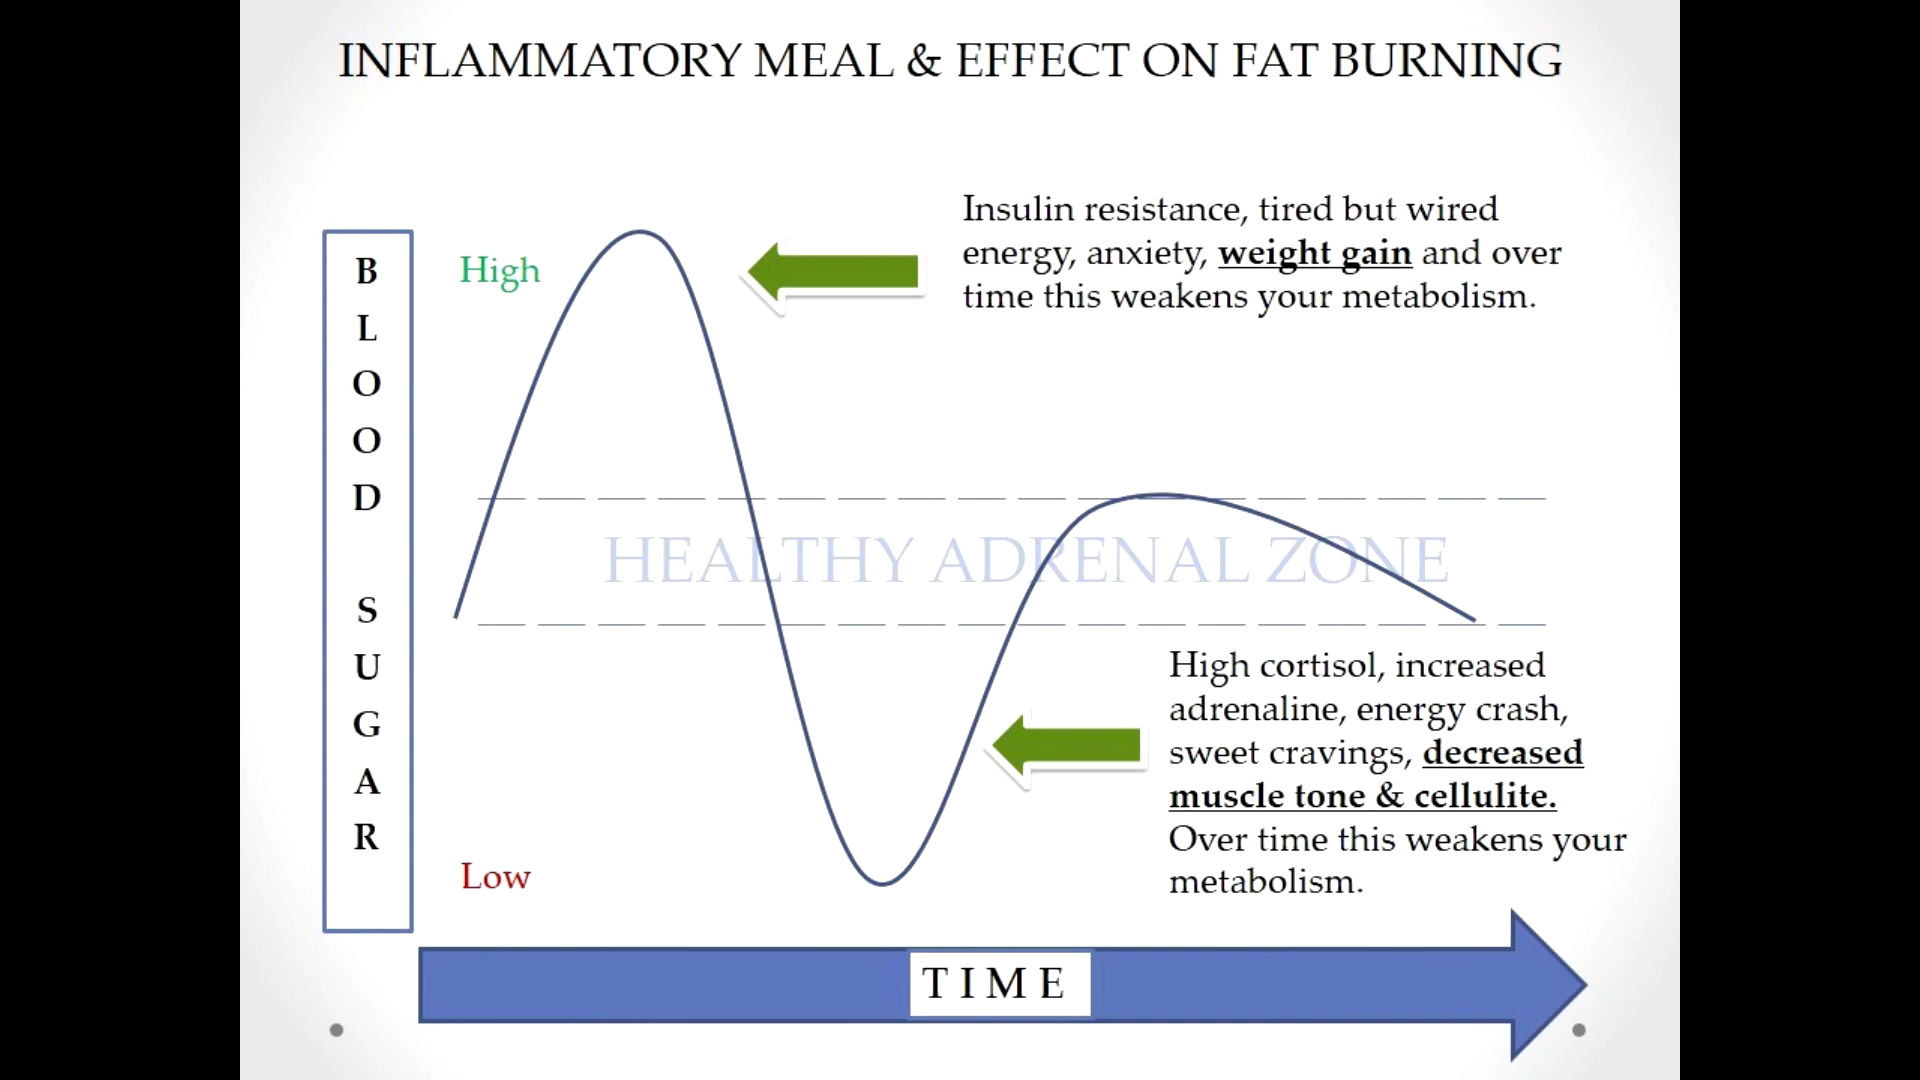 INFLAMMATORY MEAL & EFFECT ON FAT BURNING
Insulin resistance, tired but wired
energy, anxiety, weight gain and over
time this weakens your metabolism.
BLOOD SUGAR
High
HEALTHY ADRENAL ZONE
High cortisol, increased
adrenaline, energy crash,
sweet cravings, decreased
muscle tone & cellulite.
Over time this weakens your
metabolism.
Low
TIME